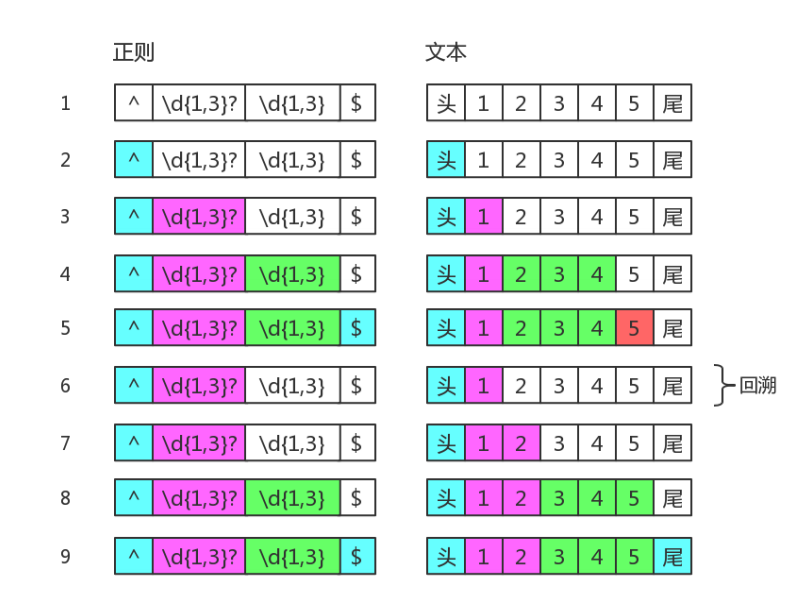 正则 文本
1 ^ \d{1,3}? \d{1,3} $ 头 1 2 3 4 5 尾
2 ^ \d{1,3}? \d{1,3} $ 头 1 2 3 4 5 尾
3 ^ \d{1,3}? \d{1,3} $ 头 1 2 3 4 5 尾
4 ^ \d{1,3}? \d{1,3} $ 头 1 2 3 4 5 尾
5 ^ \d{1,3}? \d{1,3} $ 头 1 2 3 4 5 尾
6 ^ \d{1,3}? \d{1,3} $ 头 1 2 3 4 5 尾 回溯
7 ^ \d{1,3}? \d{1,3} $ 头 1 2 3 4 5 尾
8 ^ \d{1,3}? \d{1,3} $ 头 1 2 3 4 5 尾
9 ^ \d{1,3}? \d{1,3} $ 头 1 2 3 4 5 尾